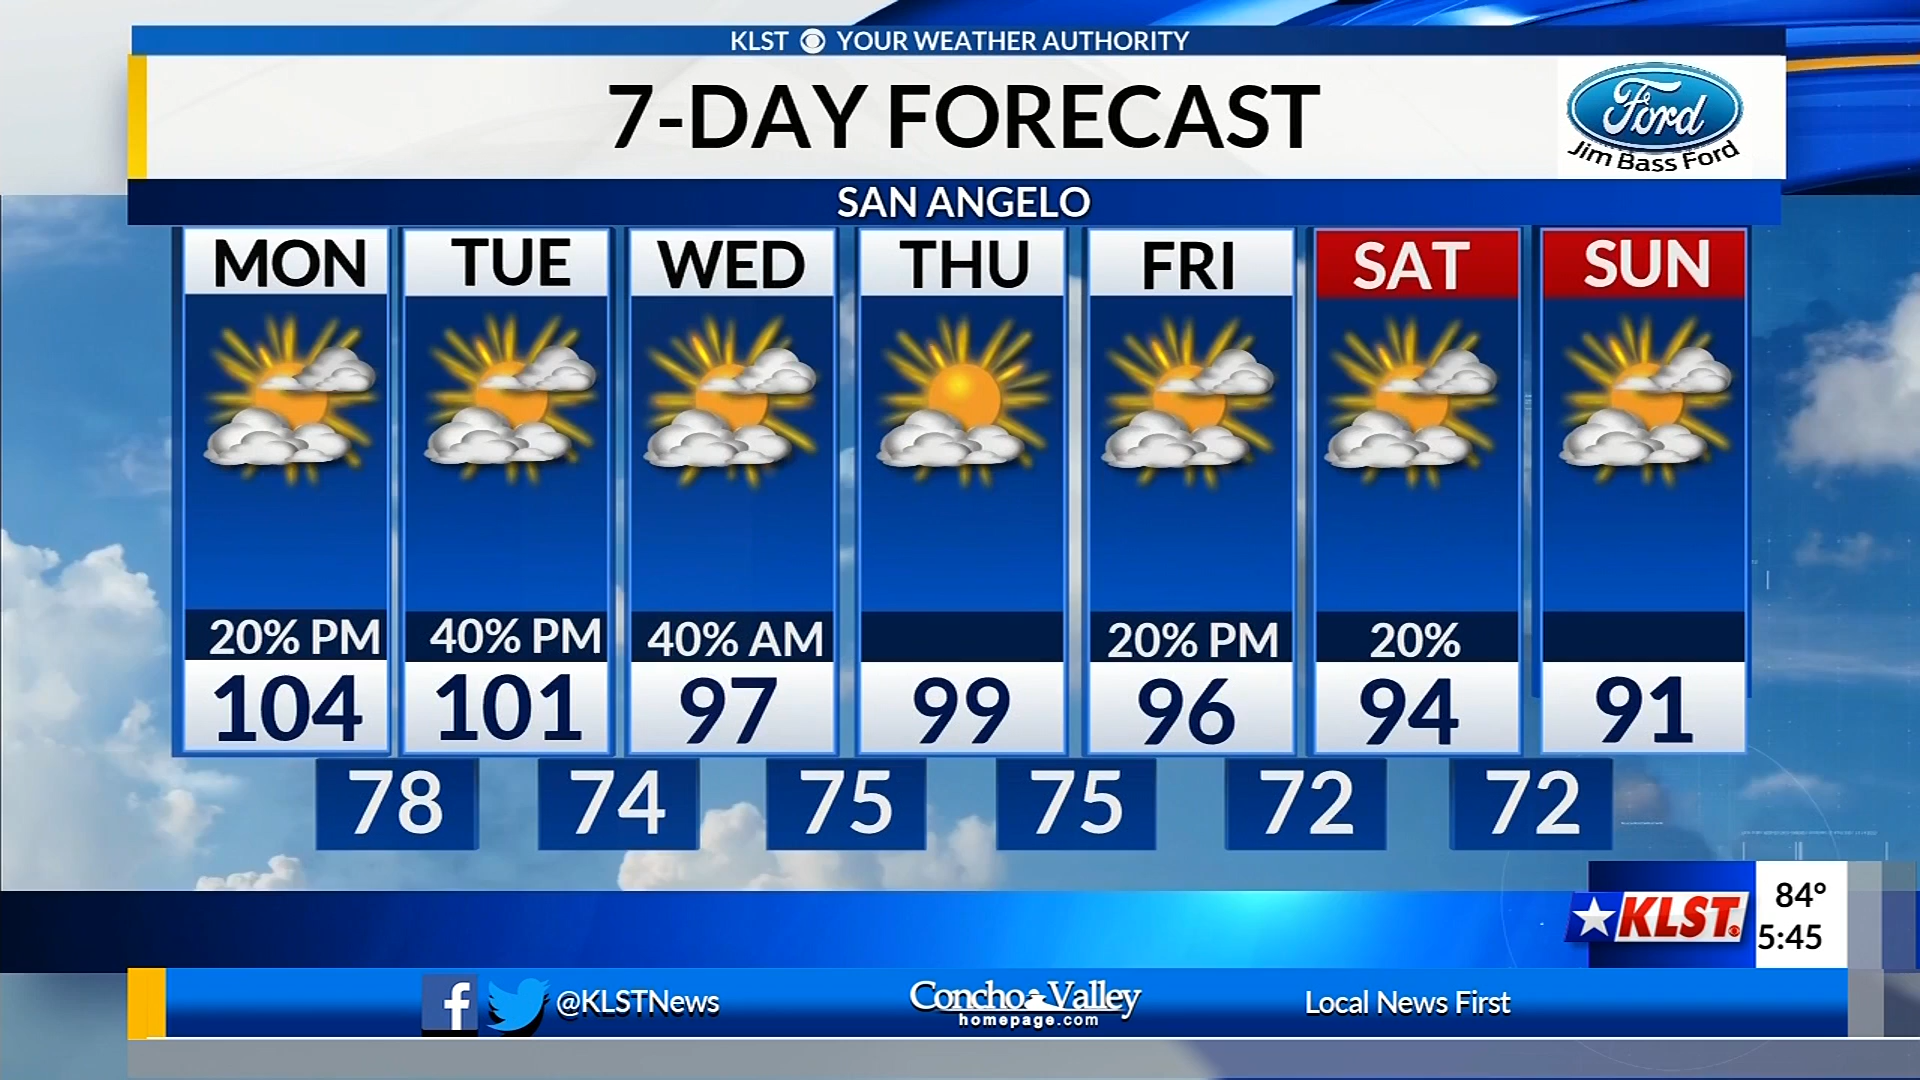 KLST YOUR WEATHER AUTHORITY
7-DAY FORECAST
Ford
Jim Bass Ford
SAN ANGELO
MON TUE WED THU FRI SAT SUN
20% PM 40% PM 40% AM 20% PM 20%
104 101 97 99 96 94 91
78 74 75 75 72 72
KLST
84°
5:45
f @KLSTNews
Concho Valley
homepage.com
Local News First